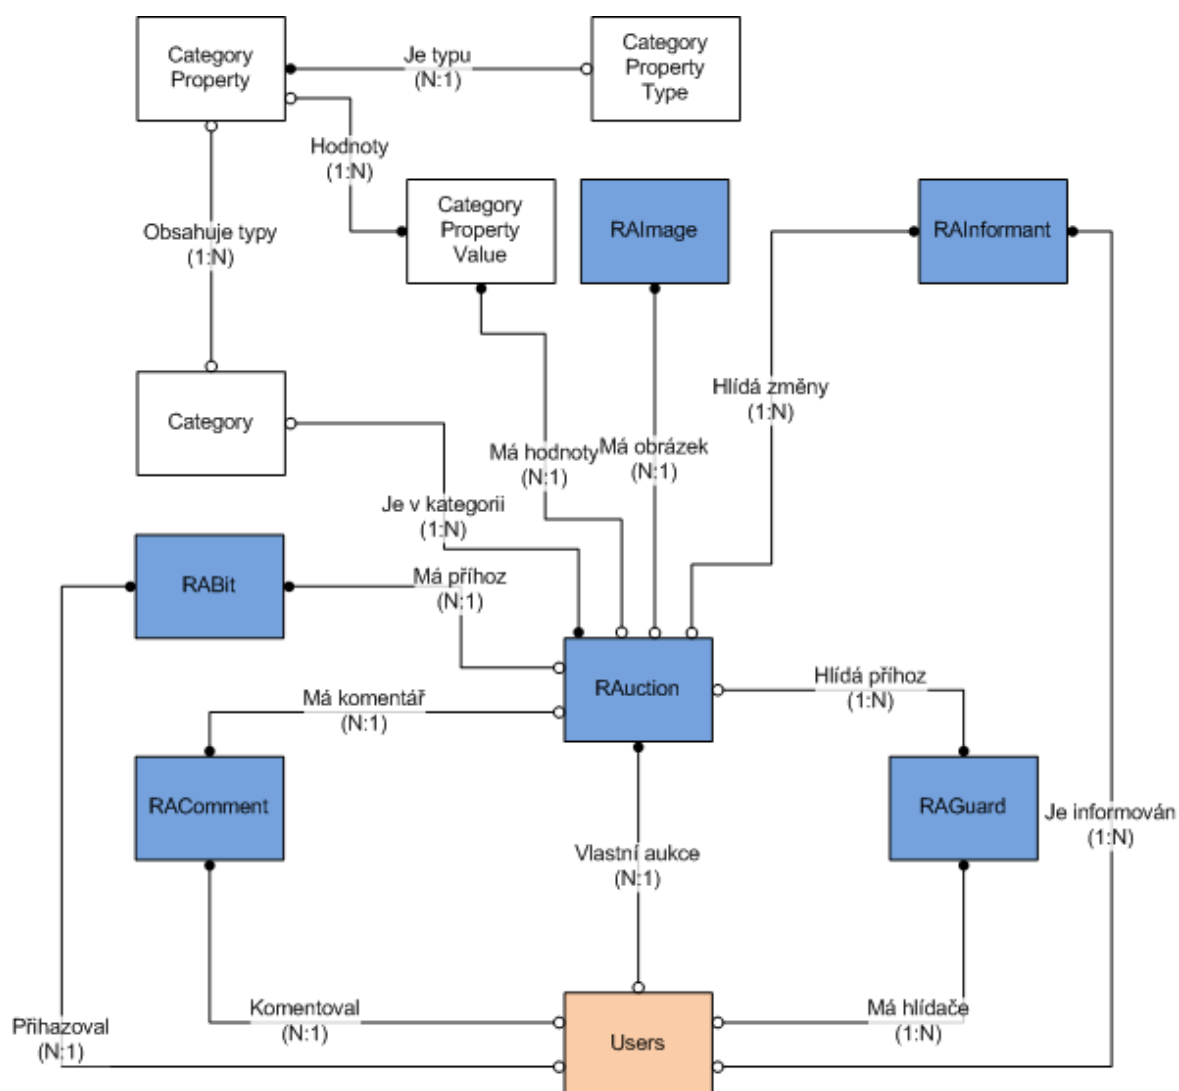 Category
Property
Je typu
(N:1)
Category
Property
Type
Hodnoty
(1:N)
Obsahuje typy
(1:N)
Category
Property
Value
RAImage
RAInformant
Category
Hlídá změny
(1:N)
Má hodnoty
(N:1)
Má obrázek
(N:1)
Je v kategorii
(1:N)
RABit
Má příhoz
(N:1)
RAuction
Hlídá příhoz
(1:N)
Má komentář
(N:1)
RAComment
RAGuard
Je informován
(1:N)
Vlastní aukce
(N:1)
Komentoval
(N:1)
Má hlídače
(1:N)
Přihazoval
(N:1)
Users